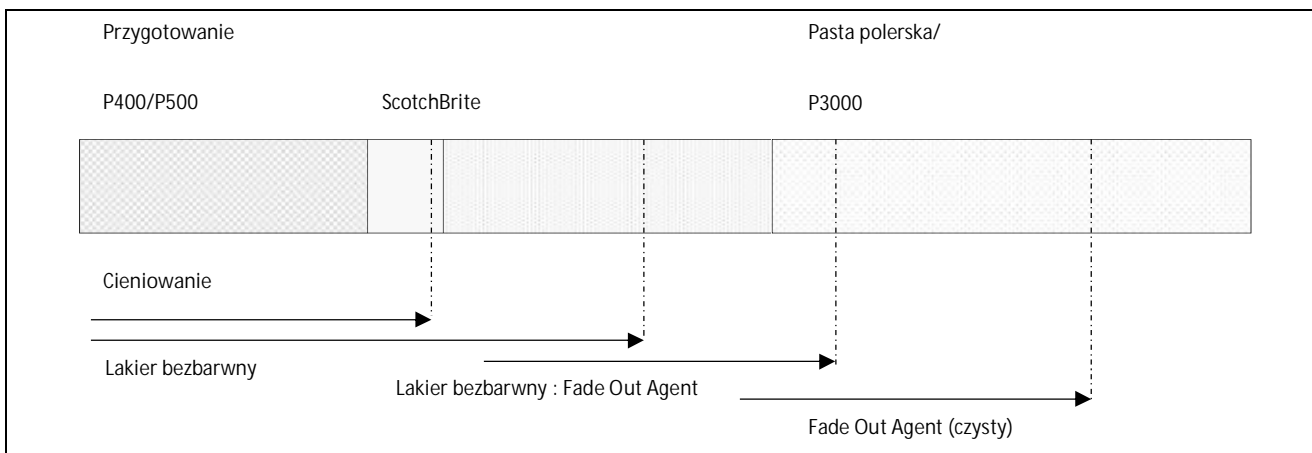 Przygotowanie
Pasta polerska/
P400/P500
ScotchBrite
P3000
Cieniowanie
Lakier bezbarwny
Lakier bezbarwny : Fade Out Agent
Fade Out Agent (czysty)